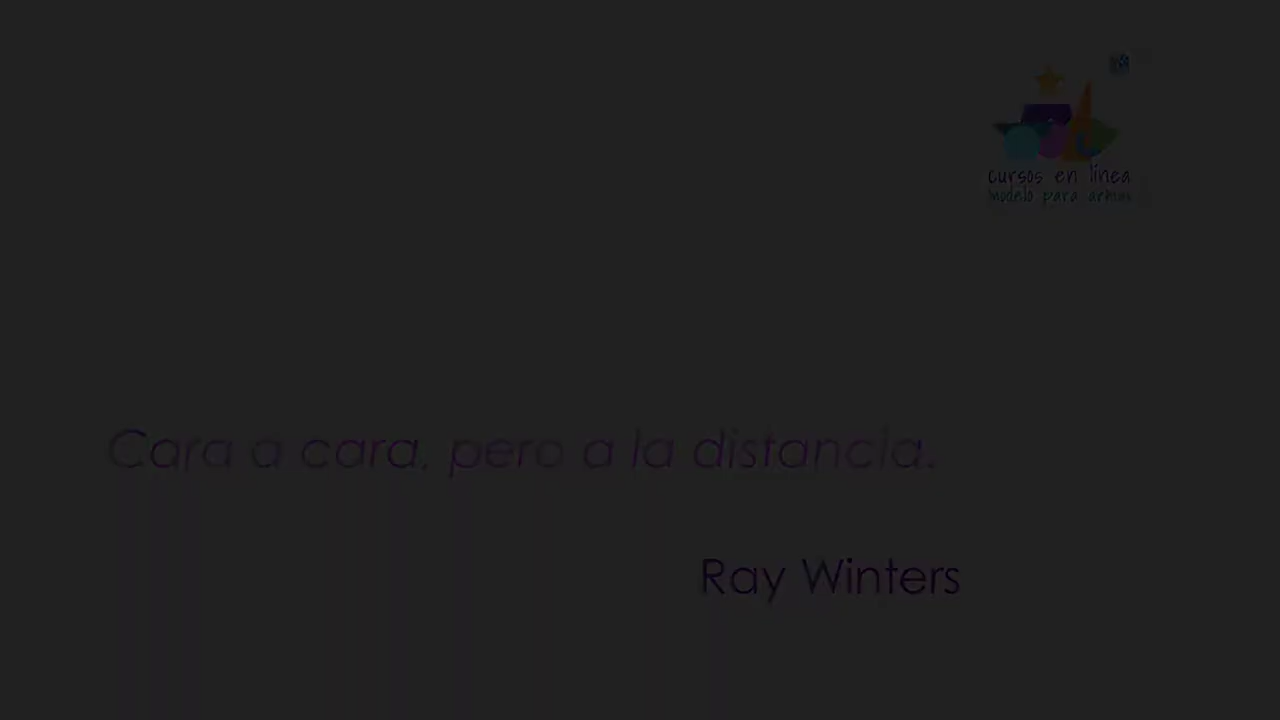 cursos en línea
modelo para armar
Cara a cara, pero a la distancia.
Ray Winters